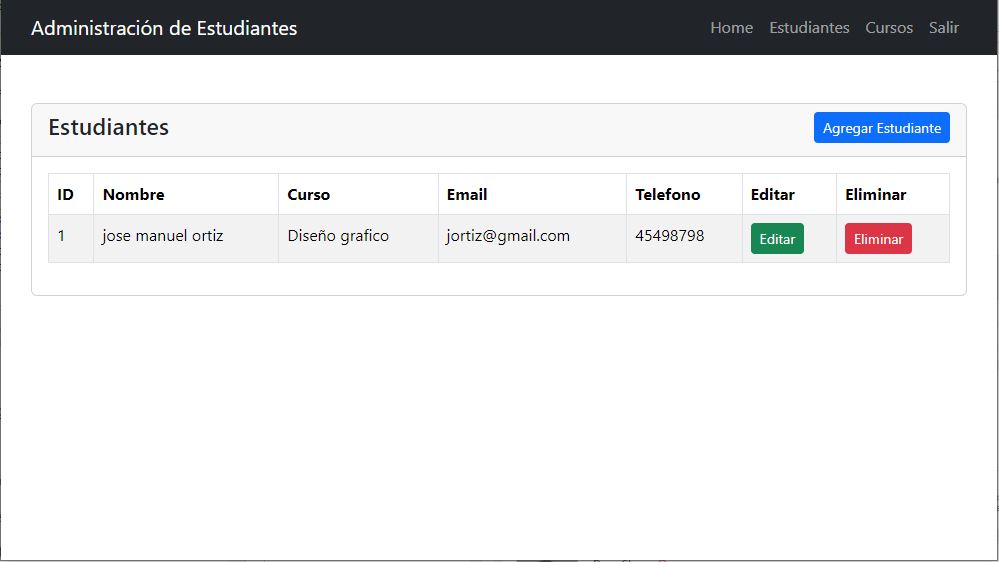 Administración de Estudiantes Home Estudiantes Cursos Salir
Estudiantes Agregar Estudiante
ID Nombre Curso Email Telefono Editar Eliminar
1 jose manuel ortiz Diseño grafico jortiz@gmail.com 45498798 Editar Eliminar